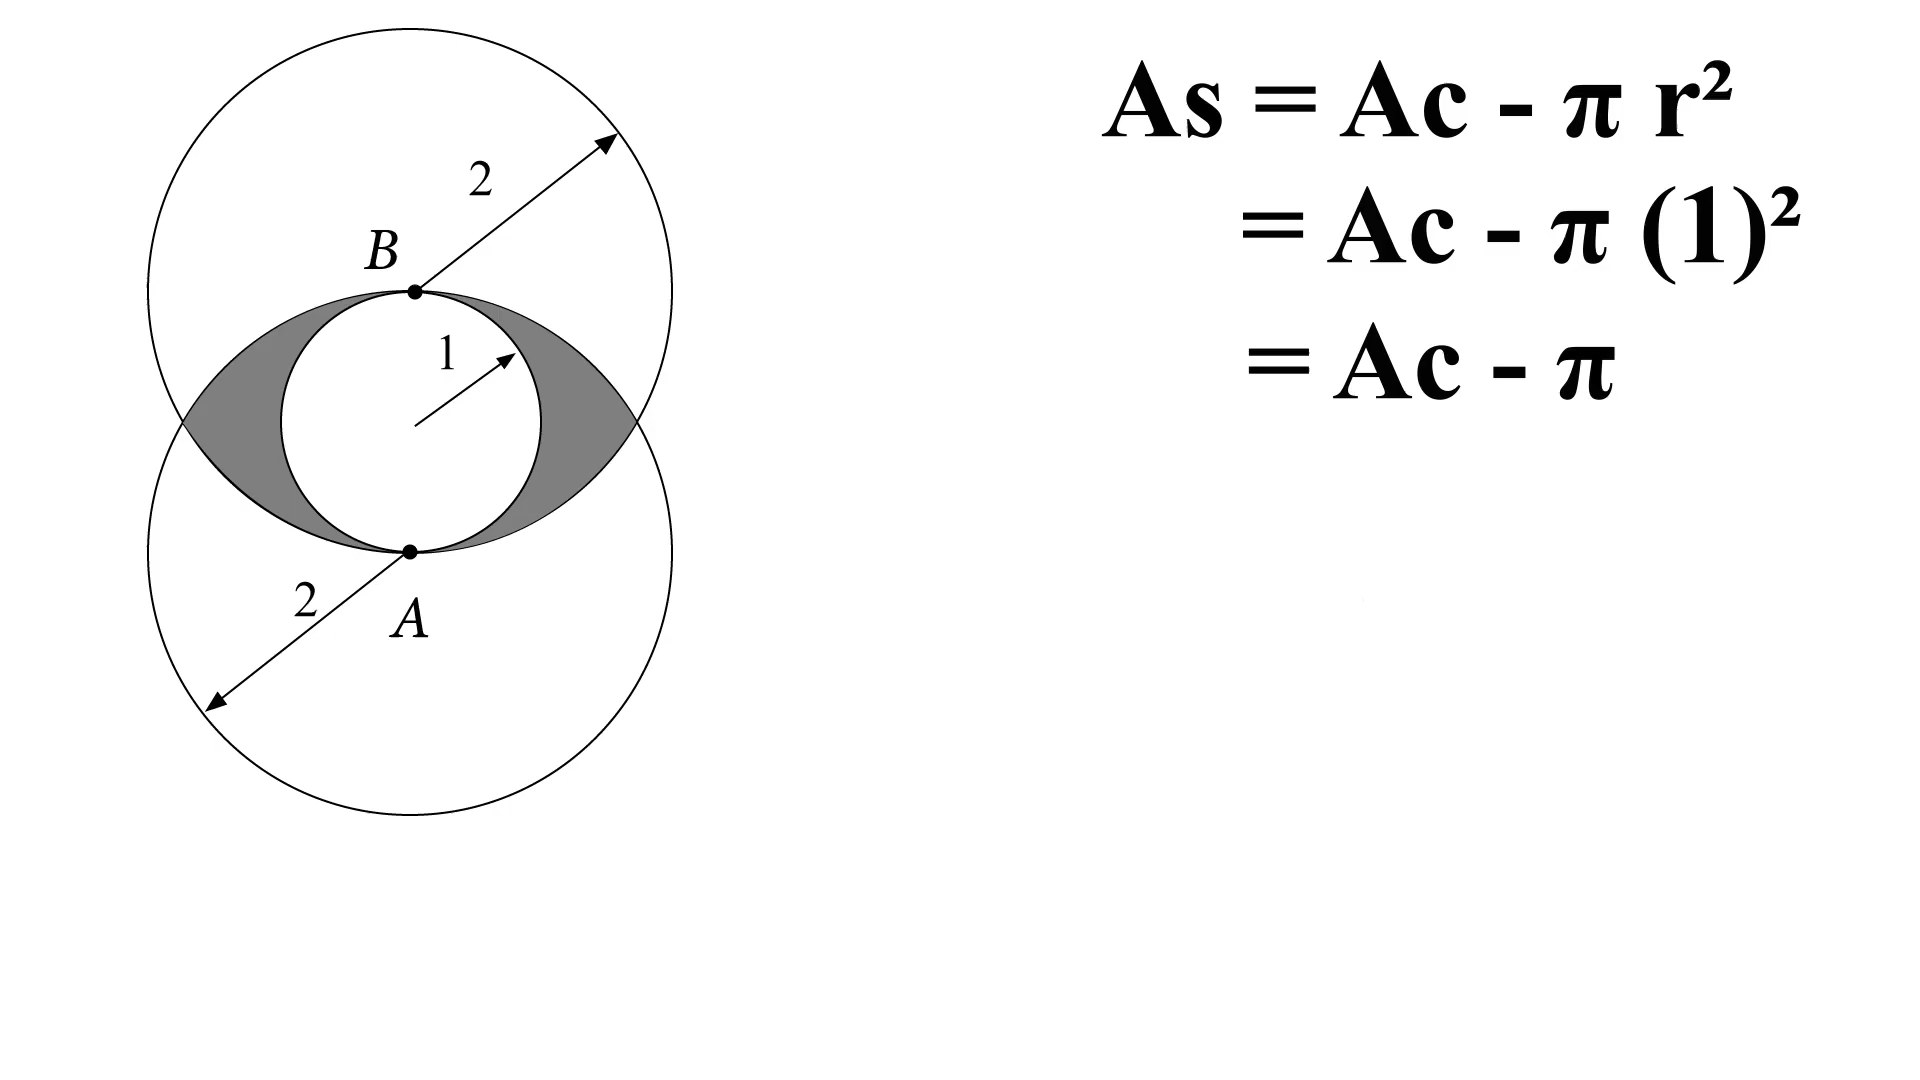 As = Ac - π r²
= Ac - π (1)²
= Ac - π
2
B
1
2
A